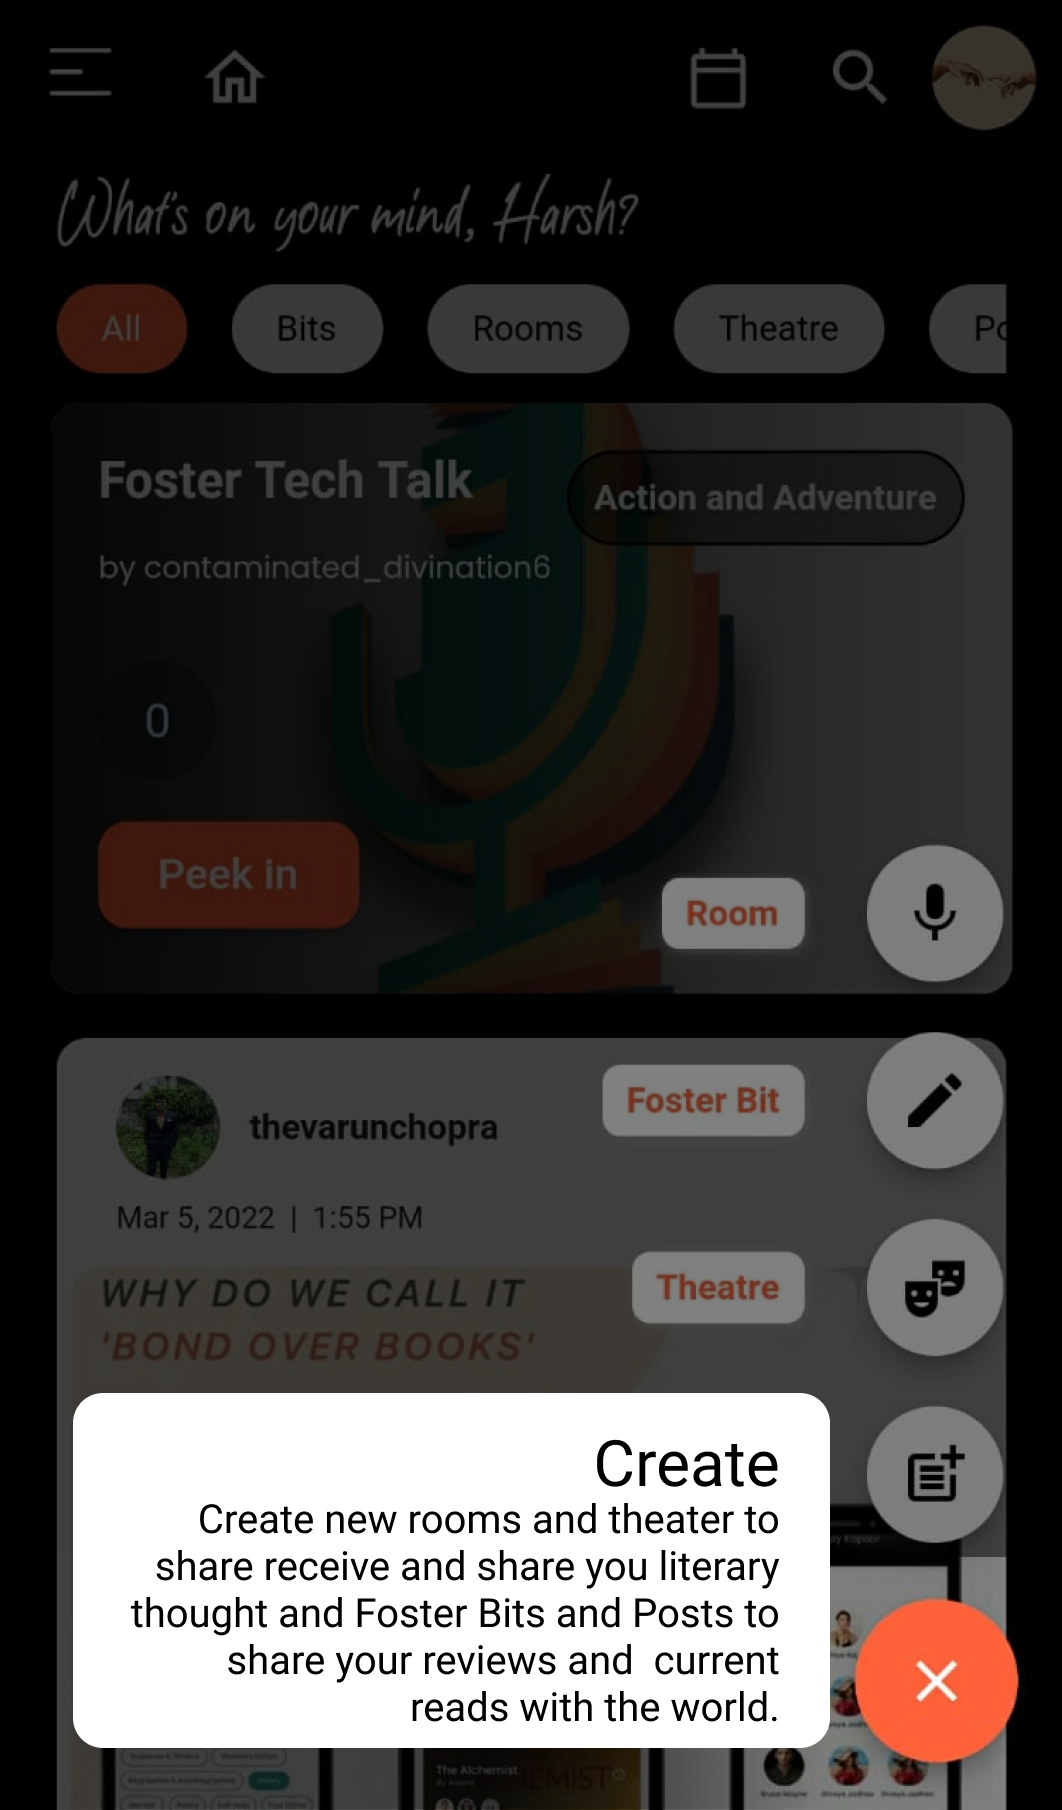 What's on your mind, Harsh?
All
Bits
Rooms
Theatre
Foster Tech Talk
Action and Adventure
by contaminated_divination6
0
Peek in
Room
Foster Bit
thevarunchopra
Mar 5, 2022 | 1:55 PM
Theatre
WHY DO WE CALL IT
'BOND OVER BOOKS'
Create
Create new rooms and theater to
share receive and share you literary
thought and Foster Bits and Posts to
share your reviews and  current
reads with the world.
Kapoor
The Alchemist